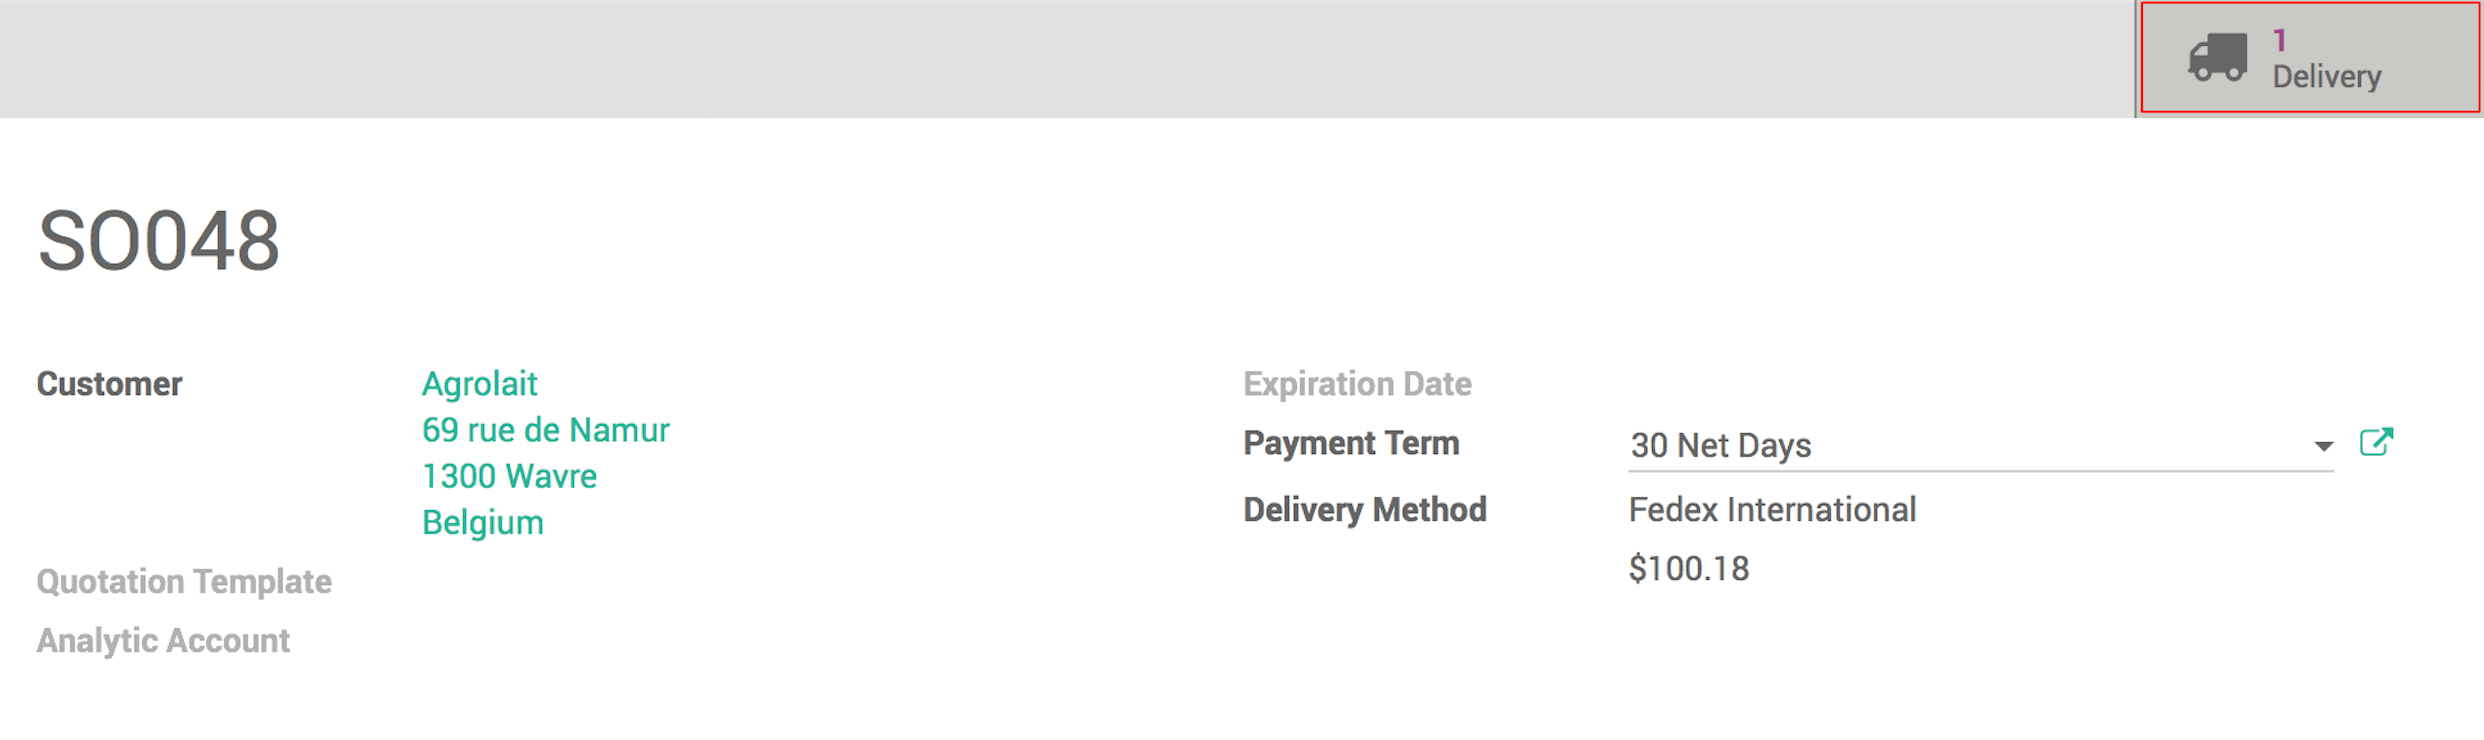 1
Delivery
SO048
Customer
Agrolait
69 rue de Namur
1300 Wavre
Belgium
Quotation Template
Analytic Account
Expiration Date
Payment Term
30 Net Days
Delivery Method
Fedex International
$100.18